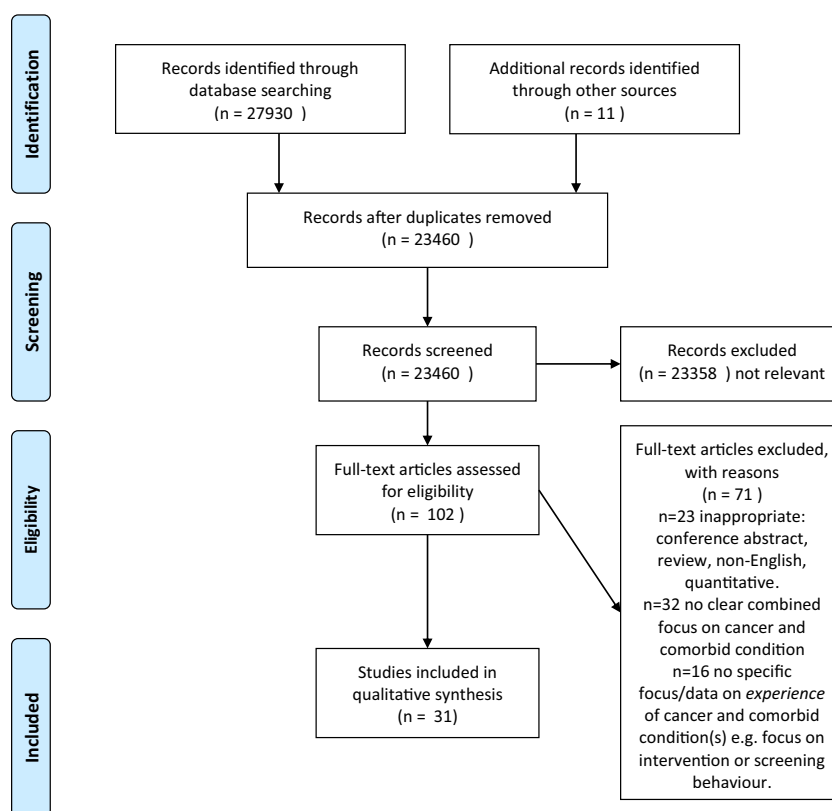 Identification
Records identified through
database searching
(n = 27930 )
Additional records identified
through other sources
(n = 11 )
Records after duplicates removed
(n = 23460 )
Screening
Records screened
(n = 23460 )
Records excluded
(n = 23358 ) not relevant
Eligibility
Full-text articles assessed
for eligibility
(n = 102 )
Full-text articles excluded,
with reasons
(n = 71 )
n=23 inappropriate:
conference abstract,
review, non-English,
quantitative.
n=32 no clear combined
focus on cancer and
comorbid condition
n=16 no specific
focus/data on experience
of cancer and comorbid
condition(s) e.g. focus on
intervention or screening
behaviour.
Included
Studies included in
qualitative synthesis
(n = 31)